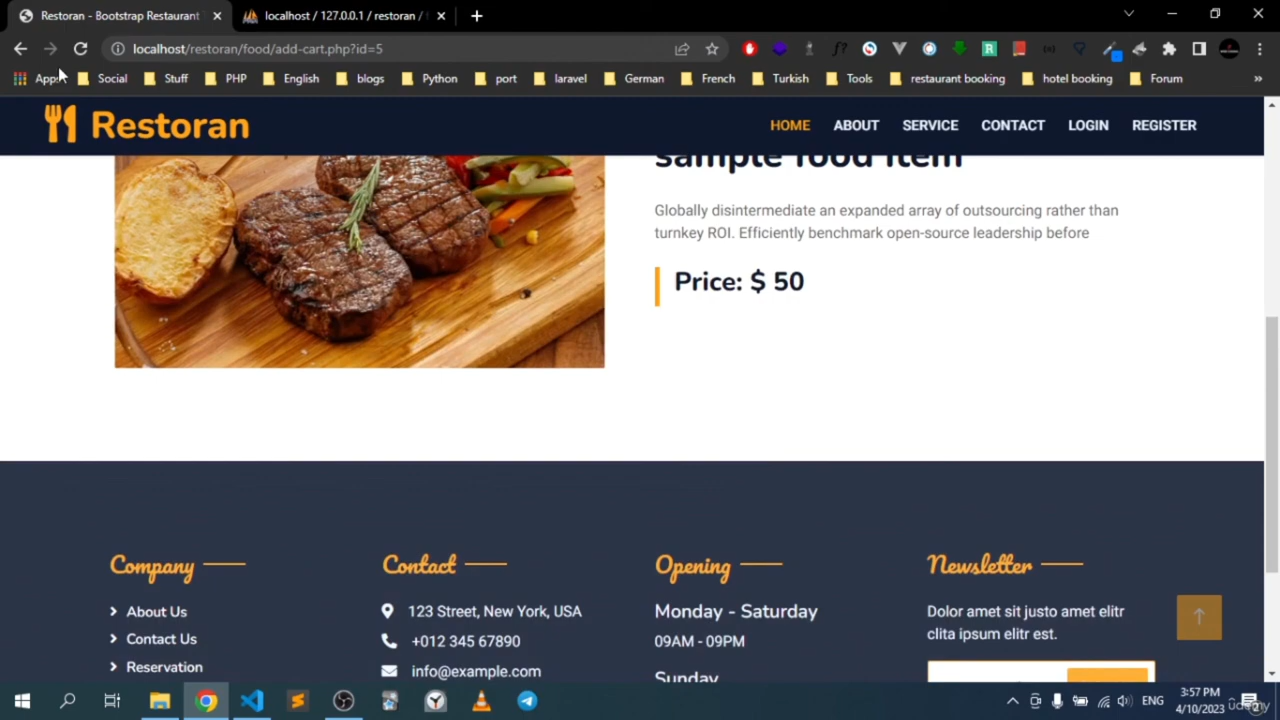 Restoran - Bootstrap Restaurant
localhost / 127.0.0.1 / restoran /
localhost/restoran/food/add-cart.php?id=5
Apps Social Stuff PHP English blogs Python port laravel German French Turkish Tools restaurant booking hotel booking Forum »
Restoran
HOME ABOUT SERVICE CONTACT LOGIN REGISTER
sample food item
Globally disintermediate an expanded array of outsourcing rather than
turnkey ROI. Efficiently benchmark open-source leadership before
Price: $ 50
Company Contact Opening Newsletter
About Us
Contact Us
Reservation
123 Street, New York, USA
+012 345 67890
info@example.com
Monday - Saturday
09AM - 09PM
Sunday
Dolor amet sit justo amet elitr
clita ipsum elitr est.
ENG
3:57 PM
4/10/2023
udemy